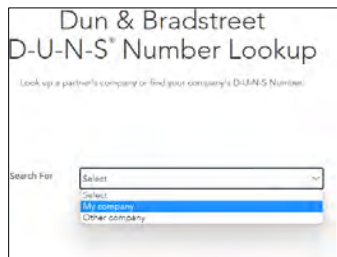 Dun & Bradstreet
D-U-N-S® Number Lookup
Look up a partner's company or find your company's D-U-N-S Number.
Search For
Select
Select
My company
Other company